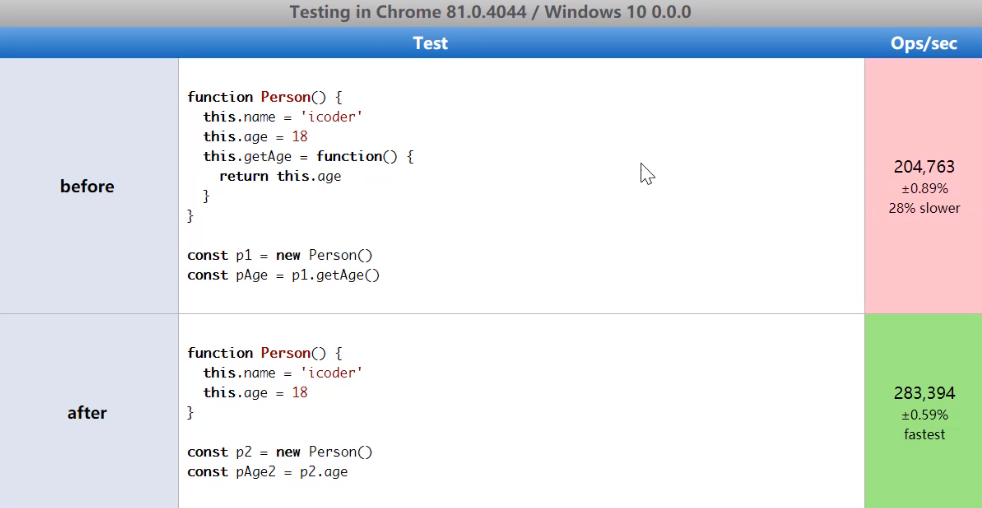 Testing in Chrome 81.0.4044 / Windows 10 0.0.0
Test Ops/sec
before
function Person() {
  this.name = 'icoder'
  this.age = 18
  this.getAge = function() {
    return this.age
  }
}
const p1 = new Person()
const pAge = p1.getAge()
204,763
±0.89%
28% slower
after
function Person() {
  this.name = 'icoder'
  this.age = 18
}
const p2 = new Person()
const pAge2 = p2.age
283,394
±0.59%
fastest